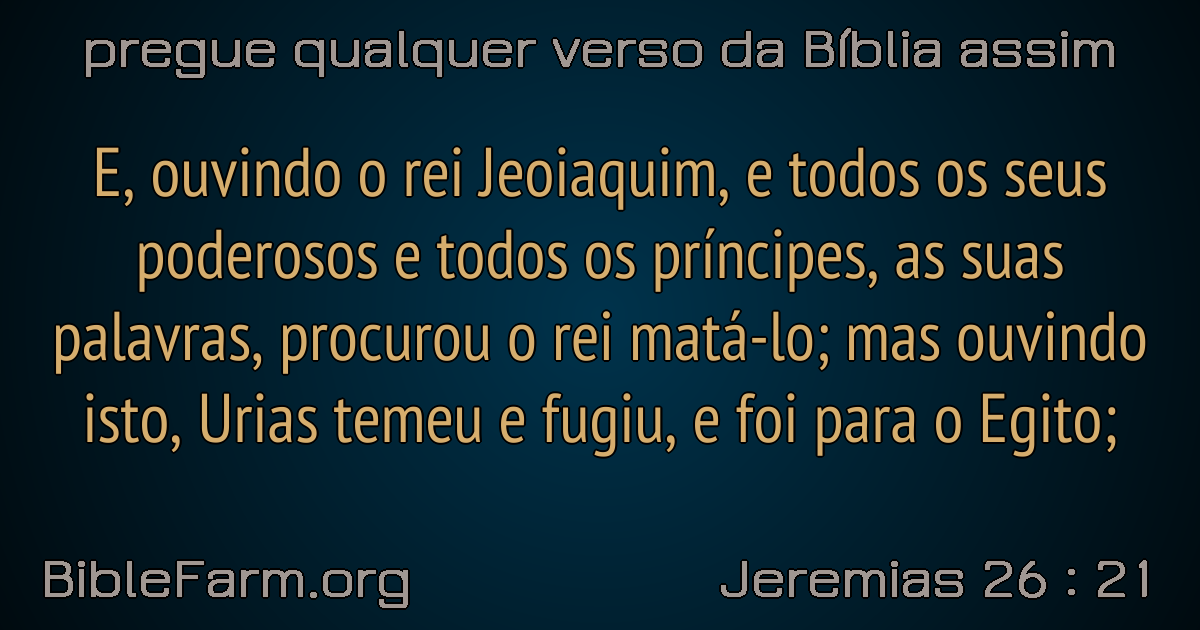 pregue qualquer verso da Bíblia assim
E, ouvindo o rei Jeoiaquim, e todos os seus
poderosos e todos os príncipes, as suas
palavras, procurou o rei matá-lo; mas ouvindo
isto, Urias temeu e fugiu, e foi para o Egito;
BibleFarm.org
Jeremias 26 : 21